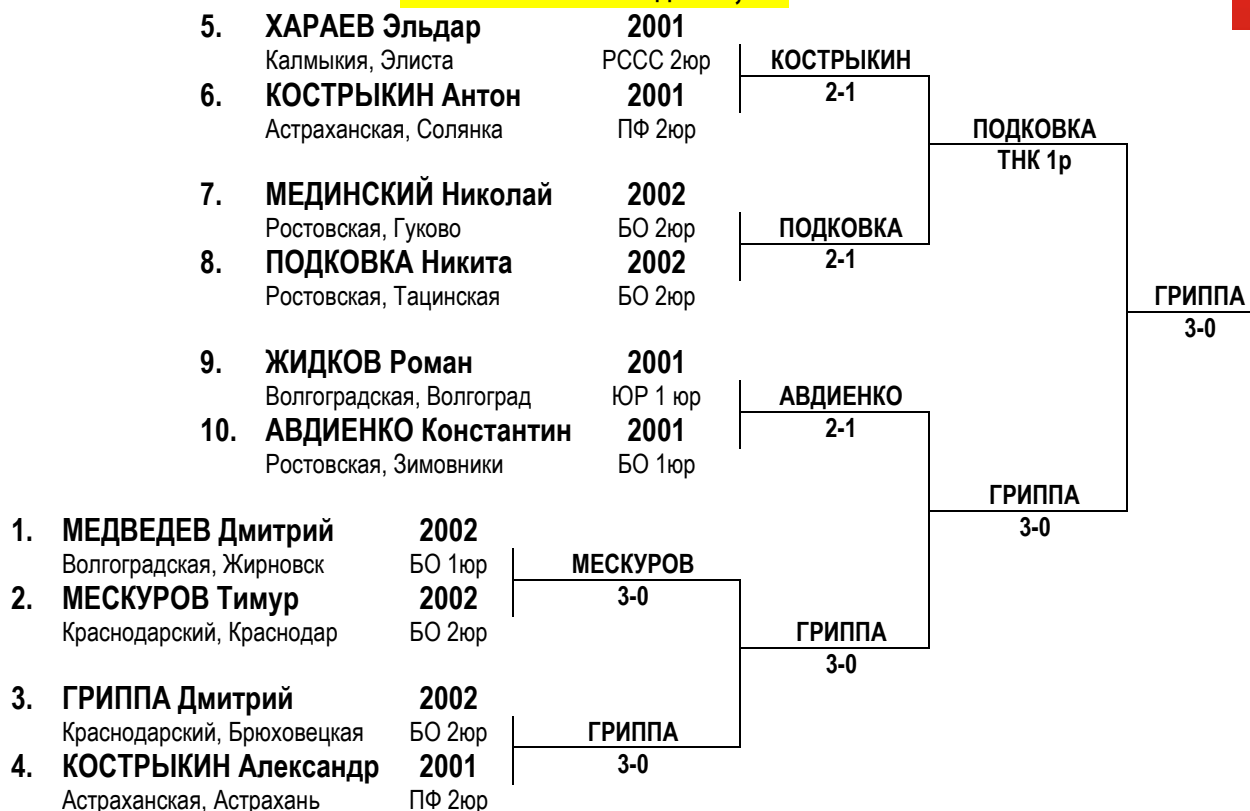 5. ХАРАЕВ Эльдар 2001
Калмыкия, Элиста РССС 2юр КОСТРЫКИН
6. КОСТРЫКИН Антон 2001 2-1
Астраханская, Солянка ПФ 2юр ПОДКОВКА
ТНК 1р
7. МЕДИНСКИЙ Николай 2002
Ростовская, Гуково БО 2юр ПОДКОВКА
8. ПОДКОВКА Никита 2002 2-1
Ростовская, Тацинская БО 2юр ГРИППА
3-0
9. ЖИДКОВ Роман 2001
Волгоградская, Волгоград ЮР 1 юр АВДИЕНКО
10. АВДИЕНКО Константин 2001 2-1
Ростовская, Зимовники БО 1юр
ГРИППА
1. МЕДВЕДЕВ Дмитрий 2002 3-0
Волгоградская, Жирновск БО 1юр МЕСКУРОВ
2. МЕСКУРОВ Тимур 2002 3-0
Краснодарский, Краснодар БО 2юр ГРИППА
3-0
3. ГРИППА Дмитрий 2002
Краснодарский, Брюховецкая БО 2юр ГРИППА
4. КОСТРЫКИН Александр 2001 3-0
Астраханская, Астрахань ПФ 2юр